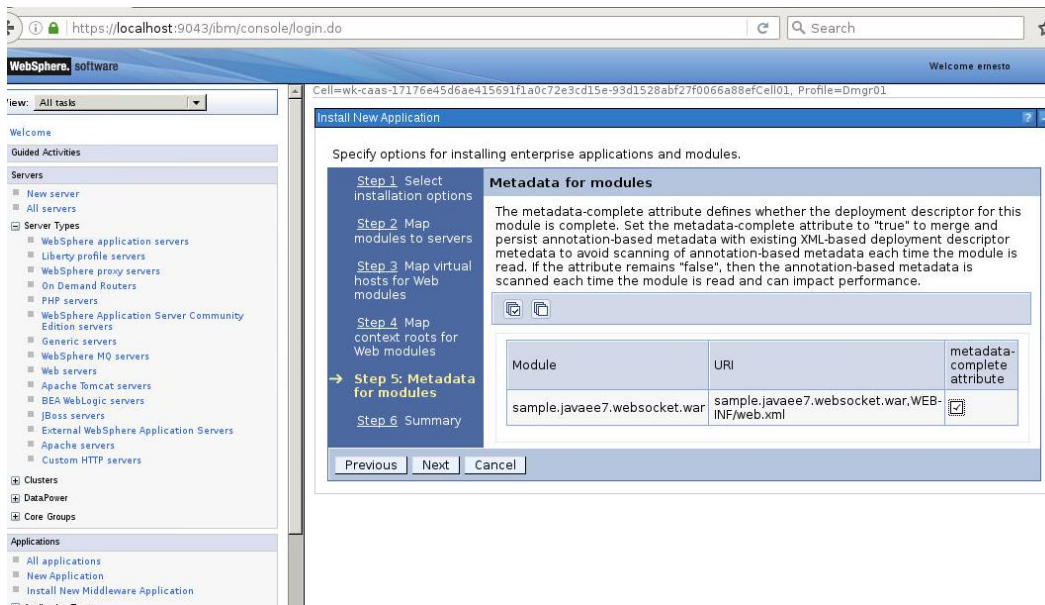 https://localhost:9043/ibm/console/login.do
Search
WebSphere. software
Welcome ernesto
View: All tasks
Cell=wk-caas-17176e45d6ae415691f1a0c72e3cd15e-93d1528abf27f0066a88efCell01, Profile=Dmgr01
Welcome
Guided Activities
Servers
New server
All servers
Server Types
WebSphere application servers
Liberty profile servers
WebSphere proxy servers
On Demand Routers
PHP servers
WebSphere Application Server Community
Edition servers
Generic servers
WebSphere MQ servers
Web servers
Apache Tomcat servers
BEA WebLogic servers
JBoss servers
External WebSphere Application Servers
Apache servers
Custom HTTP servers
Clusters
DataPower
Core Groups
Applications
All applications
New Application
Install New Middleware Application
Install New Application
?
Specify options for installing enterprise applications and modules.
Step 1 Select
installation options
Step 2 Map
modules to servers
Step 3 Map virtual
hosts for Web
modules
Step 4 Map
context roots for
Web modules
Step 5: Metadata
for modules
Step 6 Summary
Metadata for modules
The metadata-complete attribute defines whether the deployment descriptor for this
module is complete. Set the metadata-complete attribute to "true" to merge and
persist annotation-based metadata with existing XML-based deployment descriptor
metedata to avoid scanning of annotation-based metadata each time the module is
read. If the attribute remains "false", then the annotation-based metadata is
scanned each time the module is read and can impact performance.
Module
URI
metadata-
complete
attribute
sample.javaee7.websocket.war
sample.javaee7.websocket.war,WEB-
INF/web.xml
Previous
Next
Cancel